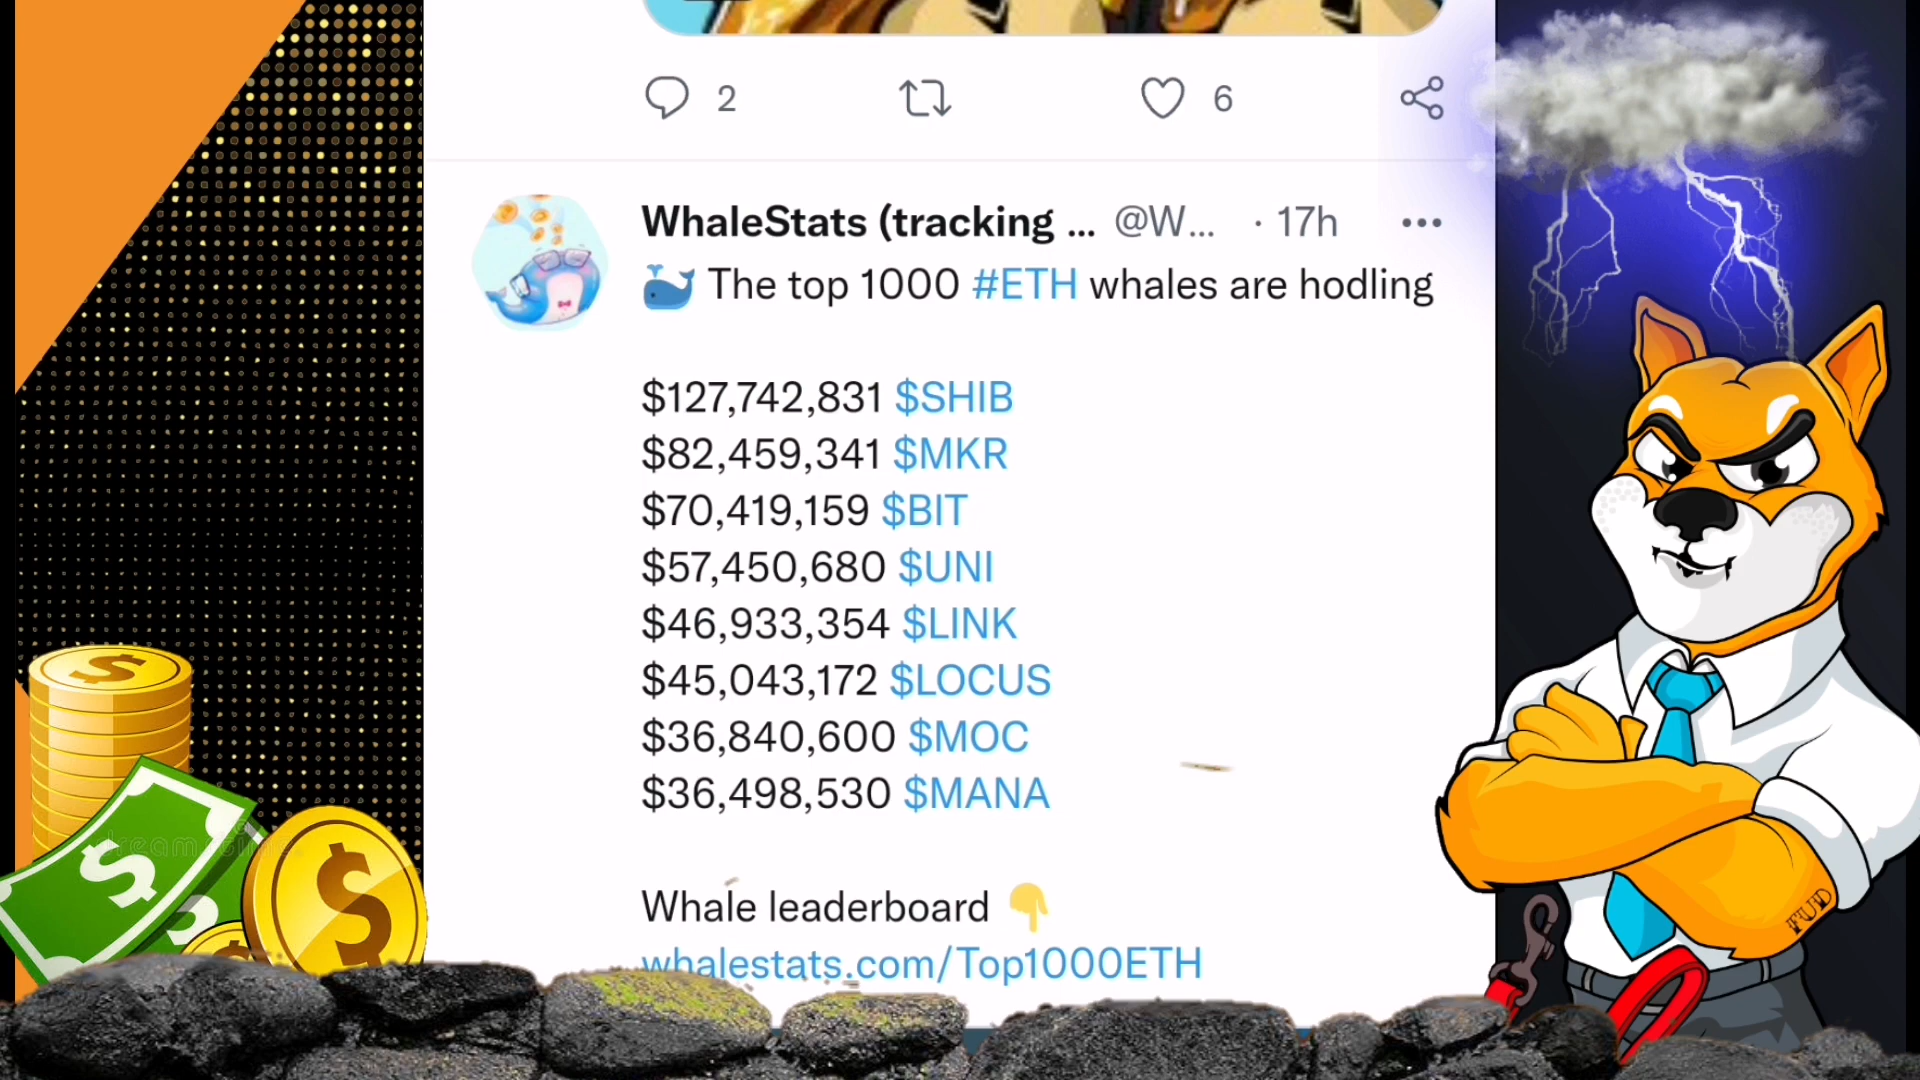 2
6
WhaleStats (tracking ... @W... · 17h
🐳 The top 1000 #ETH whales are hodling
$127,742,831 $SHIB
$82,459,341 $MKR
$70,419,159 $BIT
$57,450,680 $UNI
$46,933,354 $LINK
$45,043,172 $LOCUS
$36,840,600 $MOC
$36,498,530 $MANA
Whale leaderboard 👇
whalestats.com/Top1000ETH
FUD
$
$
$